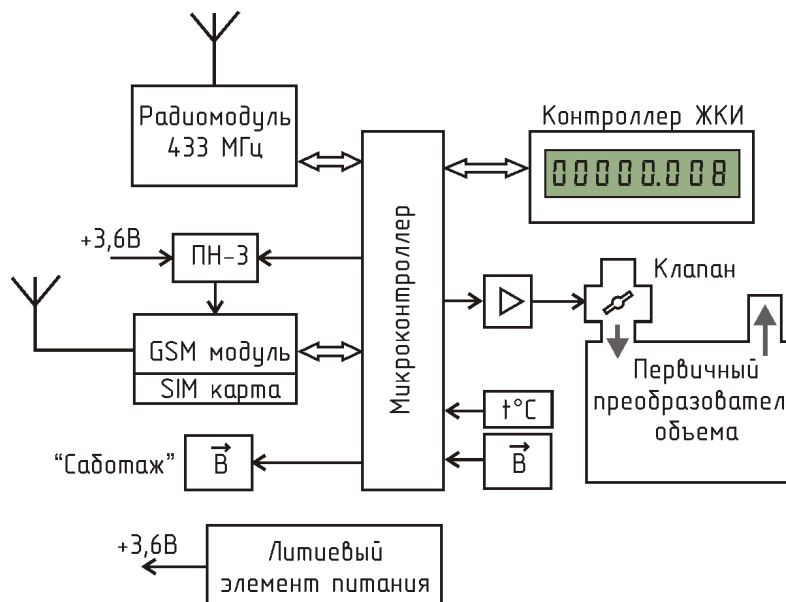 Радиомодуль
433 МГц
Контроллер ЖКИ
00000.008
Микроконтроллер
+3,6В
ПН-3
Клапан
GSM модуль
SIM карта
Первичный
преобразовател
объема
t°C
"Саботаж"
B
B
+3,6В
Литиевый
элемент питания